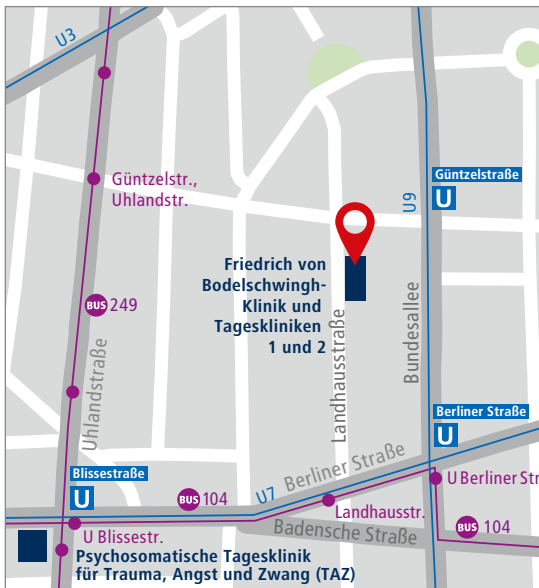 U3
Güntzelstr.,
Uhlandstr.
Güntzelstraße
U
U9
Friedrich von
Bodelschwingh-
Klinik und
Tageskliniken
1 und 2
BUS 249
Uhlandstraße
Landhausstraße
Bundesallee
Berliner Straße
U
Blissestraße
U
BUS 104
U7
Berliner Straße
U Berliner Str
Landhausstr.
U Blissestr.
Badensche Straße
BUS 104
Psychosomatische Tagesklinik
für Trauma, Angst und Zwang (TAZ)